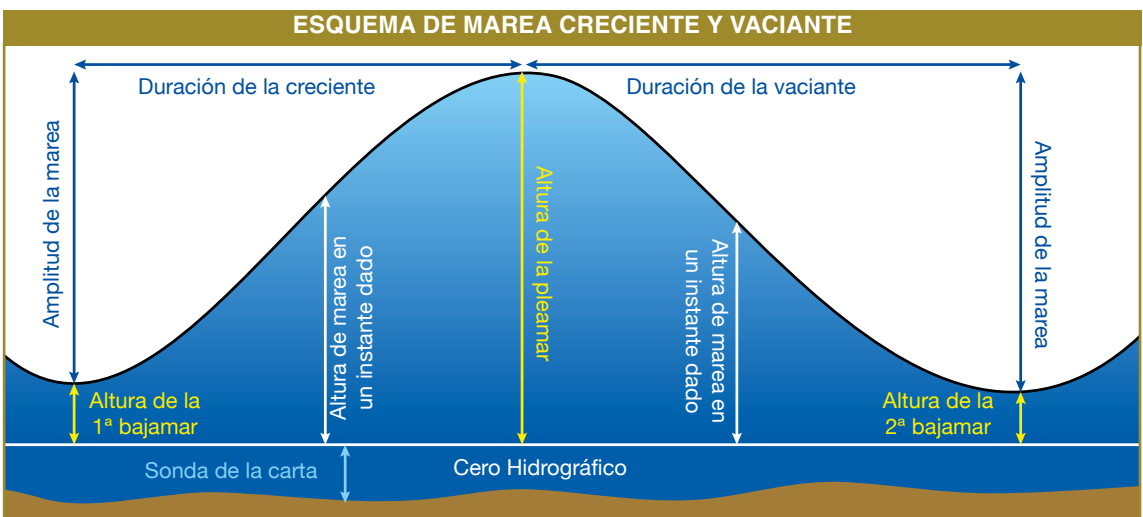 ESQUEMA DE MAREA CRECIENTE Y VACIANTE
Duración de la creciente
Duración de la vaciante
Amplitud de la marea
Altura de marea en
un instante dado
Altura de la pleamar
Altura de marea en
un instante dado
Amplitud de la marea
Altura de la
1ª bajamar
Altura de la
2ª bajamar
Sonda de la carta
Cero Hidrográfico